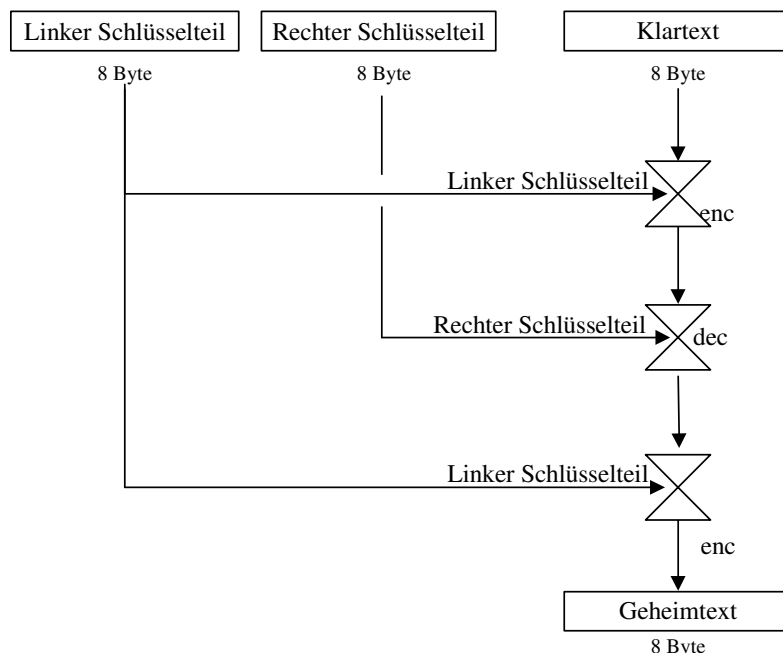 Linker Schlüsselteil
Rechter Schlüsselteil
Klartext
8 Byte
8 Byte
8 Byte
Linker Schlüsselteil
enc
Rechter Schlüsselteil
dec
Linker Schlüsselteil
enc
Geheimtext
8 Byte